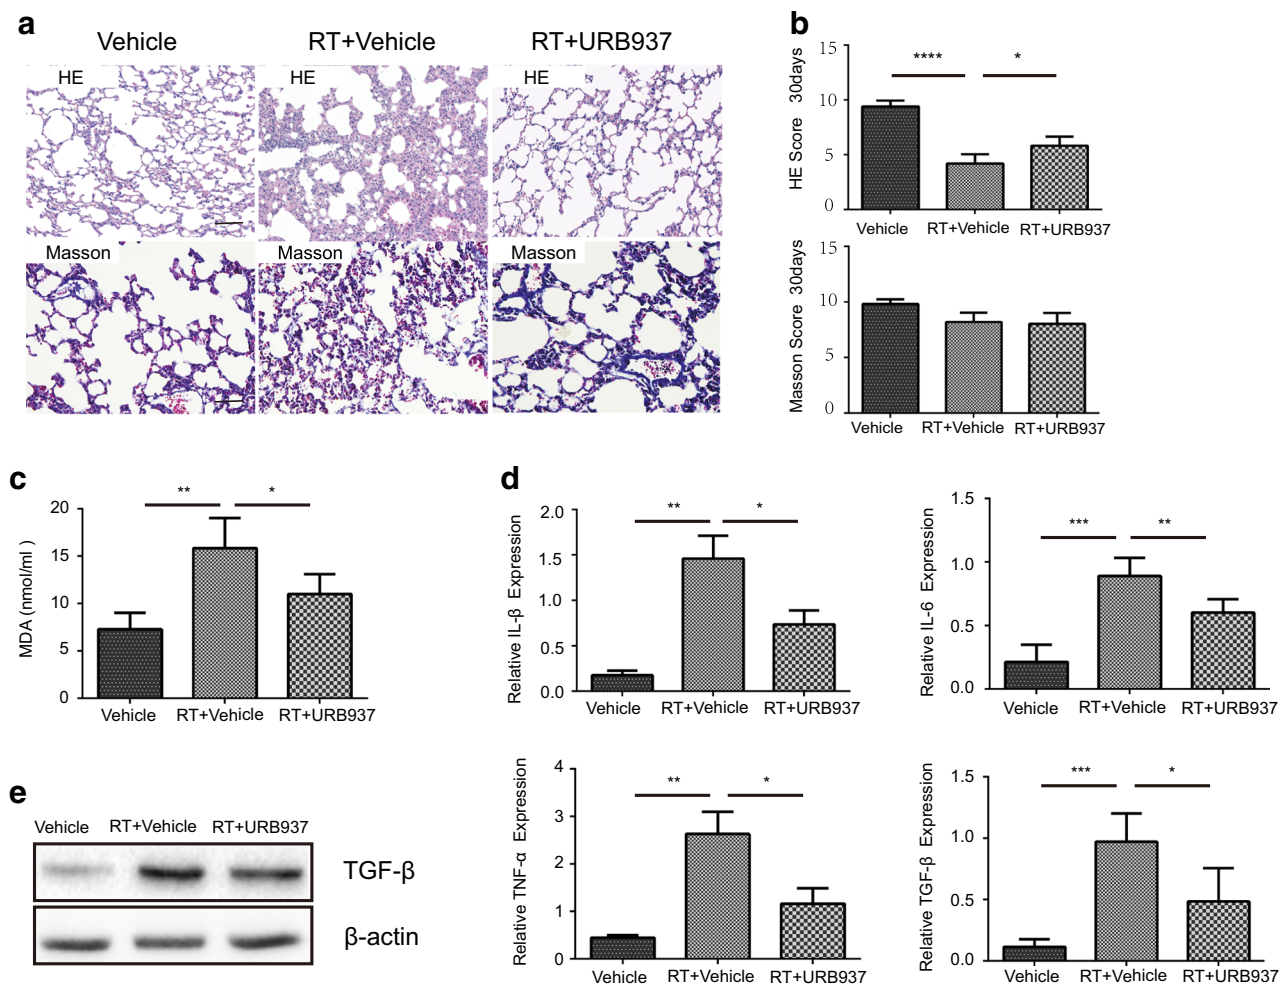 a
Vehicle RT+Vehicle RT+URB937
HE HE HE
Masson Masson Masson
b
HE Score 30days
15
10
5
0
**** *
Vehicle RT+Vehicle RT+URB937
Masson Score 30days
15
10
5
0
Vehicle RT+Vehicle RT+URB937
c
MDA (nmol/ml )
20
15
10
5
0
** *
Vehicle RT+Vehicle RT+URB937
d
Relative IL-β Expression
2.0
1.5
1.0
0.5
0.0
** *
Vehicle RT+Vehicle RT+URB937
Relative IL-6 Expression
1.5
1.0
0.5
0.0
*** **
Vehicle RT+Vehicle RT+URB937
Relative TNF-α Expression
4
3
2
1
0
** *
Vehicle RT+Vehicle RT+URB937
Relative TGF-β Expression
1.5
1.0
0.5
0.0
*** *
Vehicle RT+Vehicle RT+URB937
e
Vehicle RT+Vehicle RT+URB937
TGF-β
β-actin